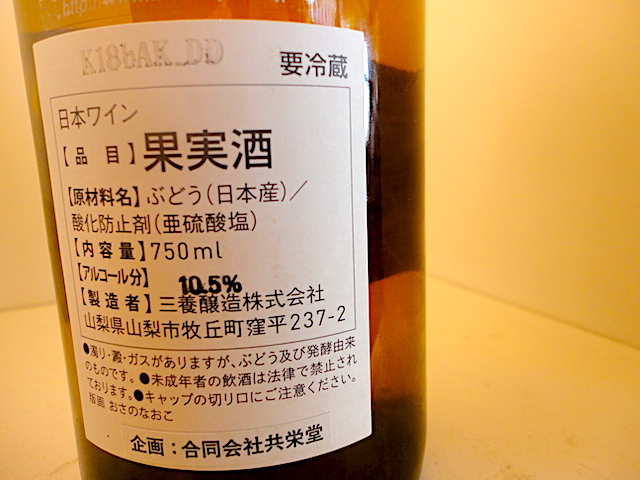 K18bAK_DD
要冷蔵
日本ワイン
【品目】果実酒
【原材料名】ぶどう(日本産)／
酸化防止剤(亜硫酸塩)
【内容量】750ml
【アルコール分】 10.5%
【製造者】三養醸造株式会社
山梨県山梨市牧丘町窪平237-2
●濁り・澱・ガスがありますが、ぶどう及び発酵由来
のものです。●未成年者の飲酒は法律で禁止され
ております。●キャップの切り口にご注意ください。
版画 おさのなおこ
企画：合同会社共栄堂